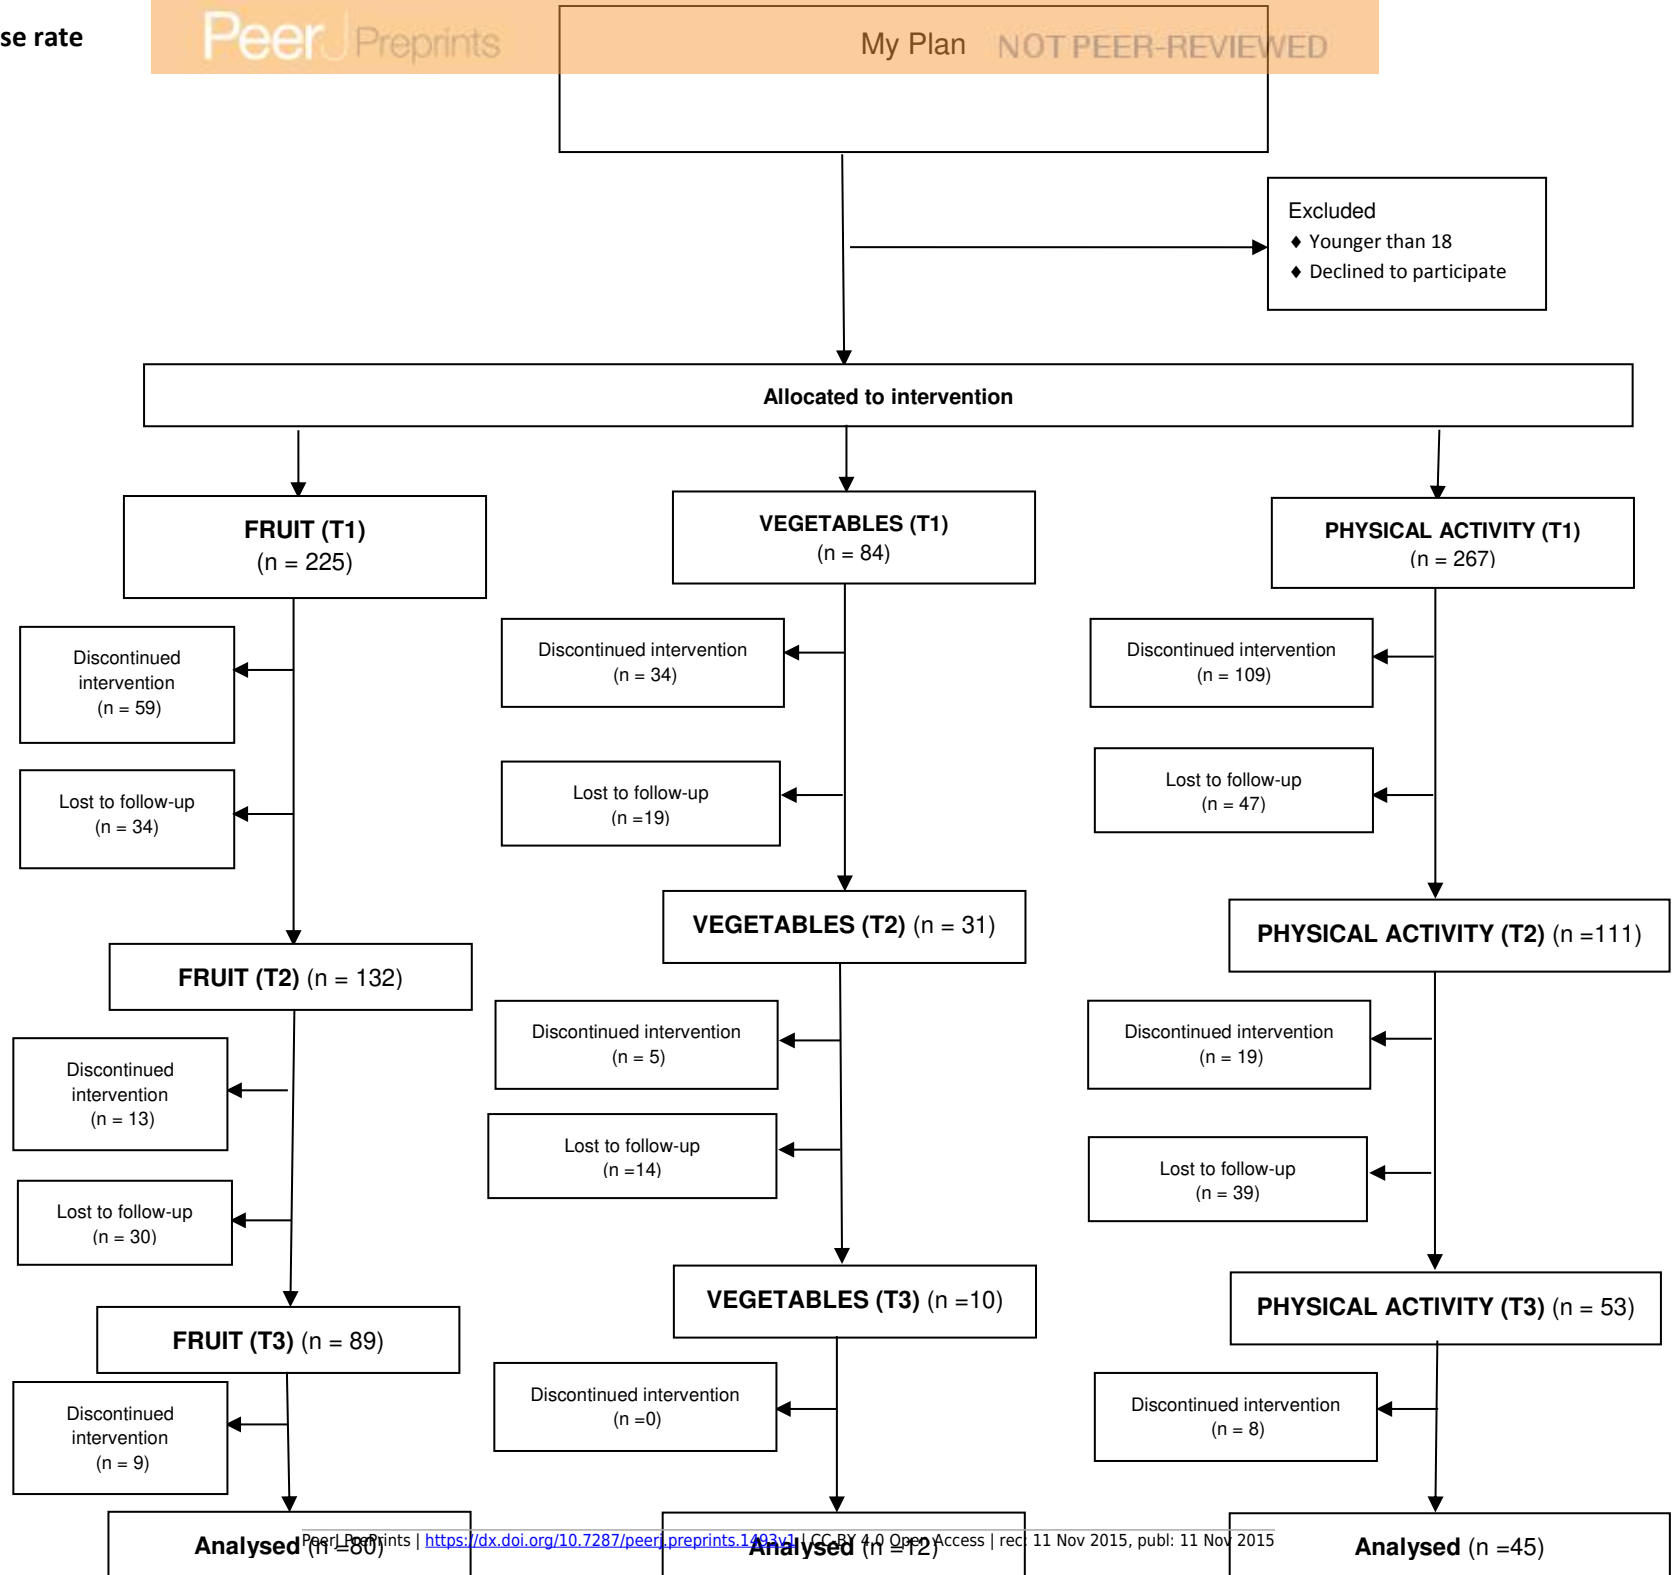 se rate
PeerJ Preprints
NOT PEER-REVIEWED
My Plan
Excluded
♦ Younger than 18
♦ Declined to participate
Allocated to intervention
FRUIT (T1)
(n = 225)
VEGETABLES (T1)
(n = 84)
PHYSICAL ACTIVITY (T1)
(n = 267)
Discontinued
intervention
(n = 59)
Discontinued intervention
(n = 34)
Discontinued intervention
(n = 109)
Lost to follow-up
(n = 34)
Lost to follow-up
(n =19)
Lost to follow-up
(n = 47)
VEGETABLES (T2) (n = 31)
PHYSICAL ACTIVITY (T2) (n =111)
FRUIT (T2) (n = 132)
Discontinued
intervention
(n = 13)
Discontinued intervention
(n = 5)
Discontinued intervention
(n = 19)
Lost to follow-up
(n = 30)
Lost to follow-up
(n =14)
Lost to follow-up
(n = 39)
VEGETABLES (T3) (n =10)
PHYSICAL ACTIVITY (T3) (n = 53)
FRUIT (T3) (n = 89)
Discontinued
intervention
(n = 9)
Discontinued intervention
(n =0)
Discontinued intervention
(n = 8)
Analysed (n =80)
Analysed (n =12)
Analysed (n =45)
PeerJ PrePrints | https://dx.doi.org/10.7287/peerj.preprints.1493v1 | CC-BY 4.0 Open Access | rec: 11 Nov 2015, publ: 11 Nov 2015